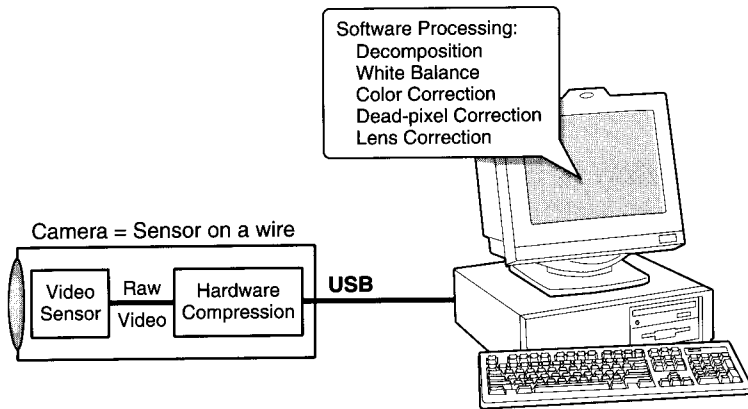 Software Processing:
Decomposition
White Balance
Color Correction
Dead-pixel Correction
Lens Correction
Camera = Sensor on a wire
Video
Sensor
Raw
Video
Hardware
Compression
USB